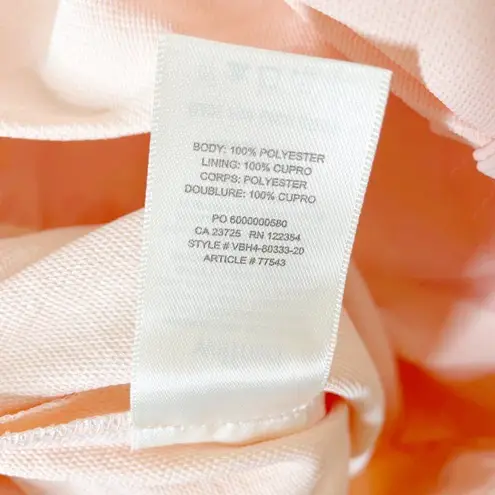 BODY: 100% POLYESTER
LINING: 100% CUPRO
CORPS: POLYESTER
DOUBLURE: 100% CUPRO
PO 6000000580
CA 23725 RN 122354
STYLE # VBH4-80333-20
ARTICLE # 77543